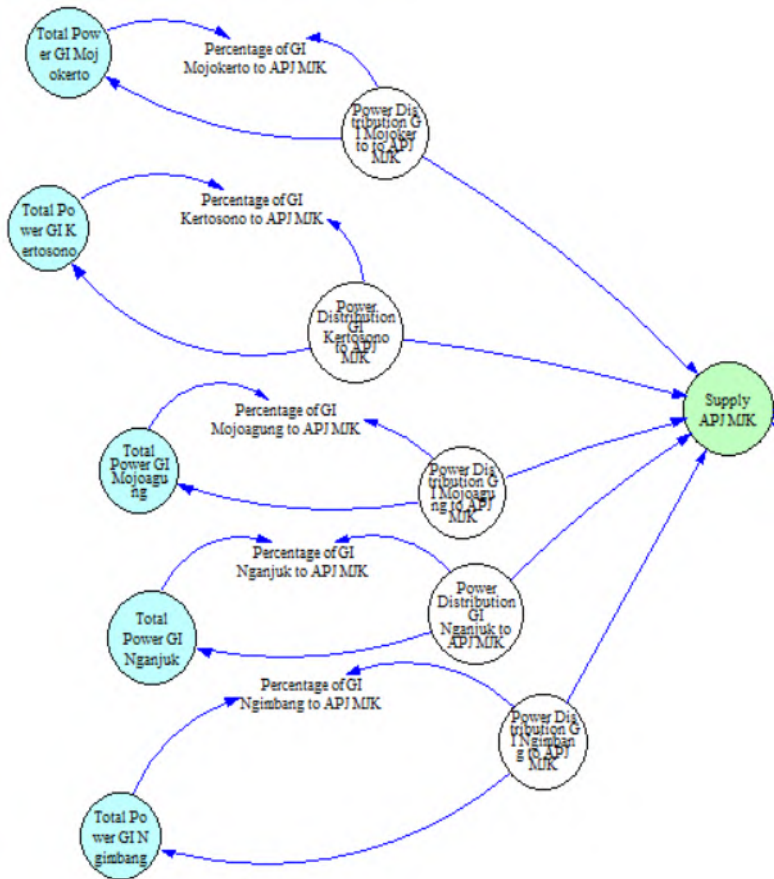 Total Pow
er GI Moj
okerto
Percentage of GI
Mojokerto to APJ MJK
Power Dis
tribution G
I Mojoker
to to APJ
MJK
Total Po
wer GI K
ertosono
Percentage of GI
Kertosono to APJ MJK
Power
Distribution
GI
Kertosono
to APJ
MJK
Supply
APJ MJK
Percentage of GI
Mojoagung to APJ MJK
Total
Power GI
Mojoagu
ng
Power Dis
tribution G
I Mojoagu
ng to APJ
MJK
Percentage of GI
Nganjuk to APJ MJK
Total
Power GI
Nganjuk
Power
Distribution
GI
Nganjuk to
APJ MJK
Percentage of GI
Ngimbang to APJ MJK
Power Dis
tribution G
I Ngimban
g to APJ
MJK
Total Po
wer GI N
gimbang